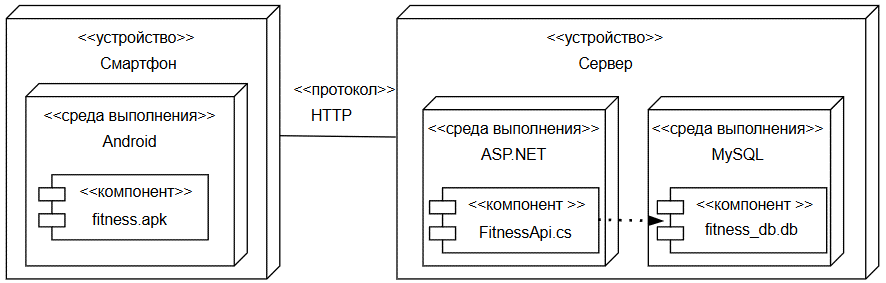 <<устройство>>
Смартфон
<<среда выполнения>>
Android
<<компонент>>
fitness.apk
<<протокол>>
HTTP
<<устройство>>
Сервер
<<среда выполнения>>
ASP.NET
<<компонент >>
FitnessApi.cs
<<среда выполнения>>
MySQL
<<компонент >>
fitness_db.db